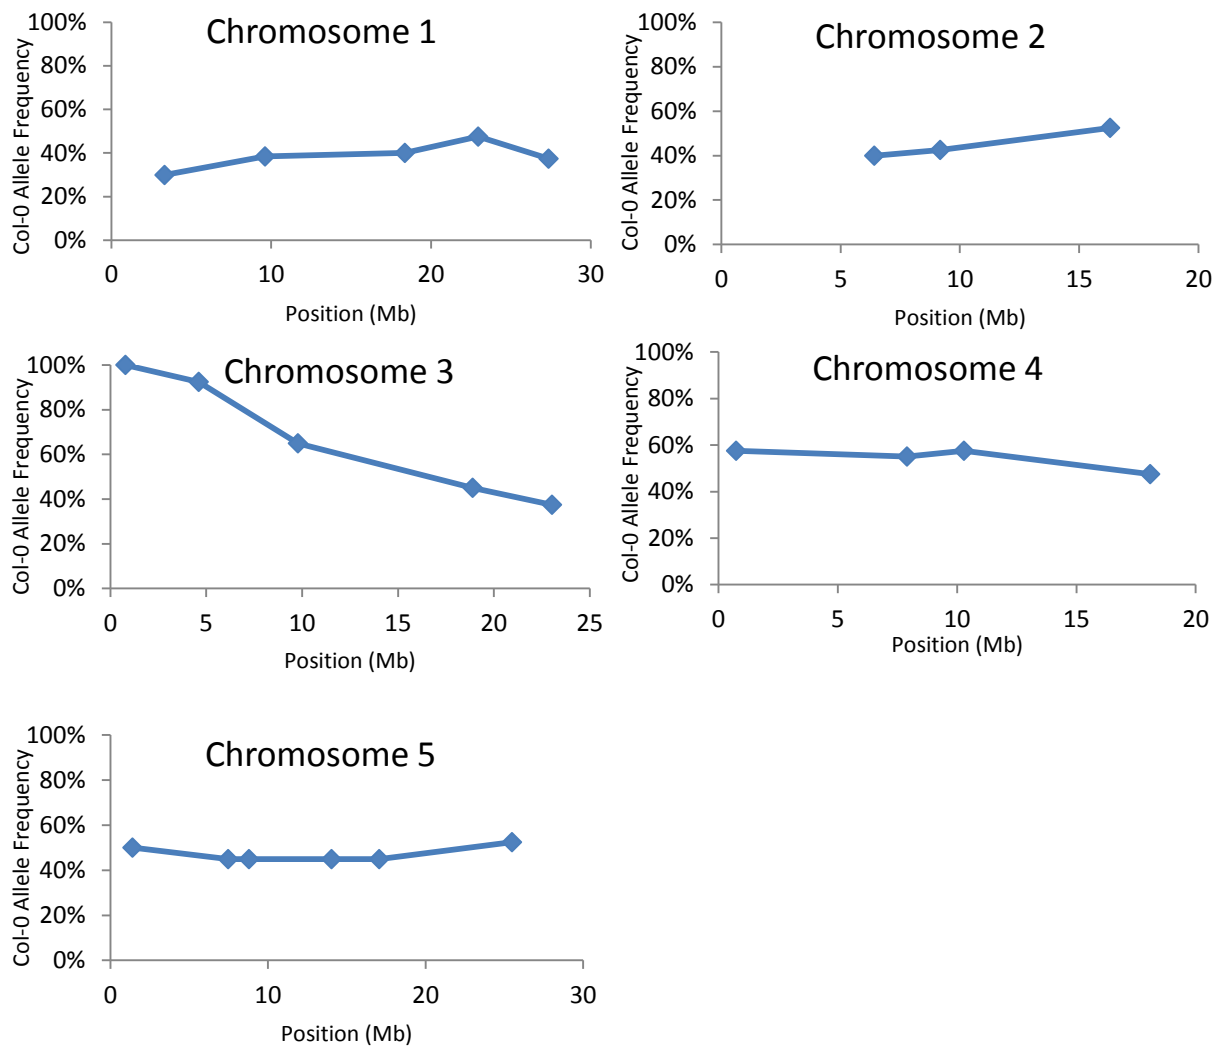 Chromosome 1
Col-0 Allele Frequency
100%
80%
60%
40%
20%
0%
0 10 20 30
Position (Mb)
Chromosome 2
Col-0 Allele Frequency
100%
80%
60%
40%
20%
0%
0 5 10 15 20
Position (Mb)
Chromosome 3
Col-0 Allele Frequency
100%
80%
60%
40%
20%
0%
0 5 10 15 20 25
Position (Mb)
Chromosome 4
Col-0 Allele Frequency
100%
80%
60%
40%
20%
0%
0 5 10 15 20
Position (Mb)
Chromosome 5
Col-0 Allele Frequency
100%
80%
60%
40%
20%
0%
0 10 20 30
Position (Mb)